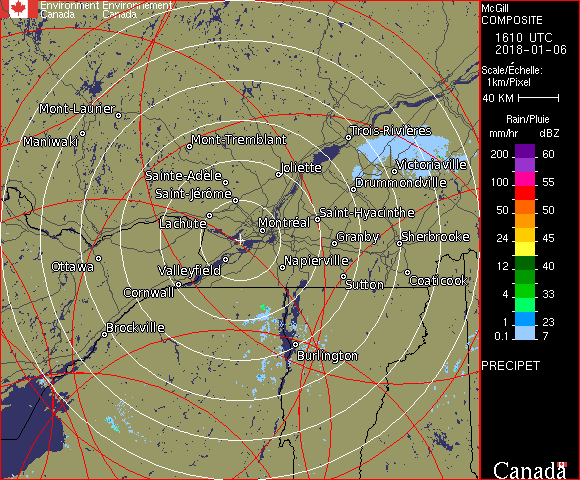 Environment Environnement
Canada Canada
McGill
COMPOSITE
1610 UTC
2018-01-06
Scale/Échelle:
1km/Pixel
40 KM
Rain/Pluie
mm/hr dBZ
200 60
100 55
50 50
24 45
12 40
4 33
1 23
0.1 7
PRECIPET
Canada
Mont-Laurier
Maniwaki
Mont-Tremblant
Trois-Rivières
Sainte-Adèle
Joliette
Victoriaville
Saint-Jérôme
Drummondville
Lachute
Montréal
Saint-Hyacinthe
Granby
Sherbrooke
Ottawa
Valleyfield
Napierville
Cornwall
Sutton
Coaticook
Brockville
Burlington